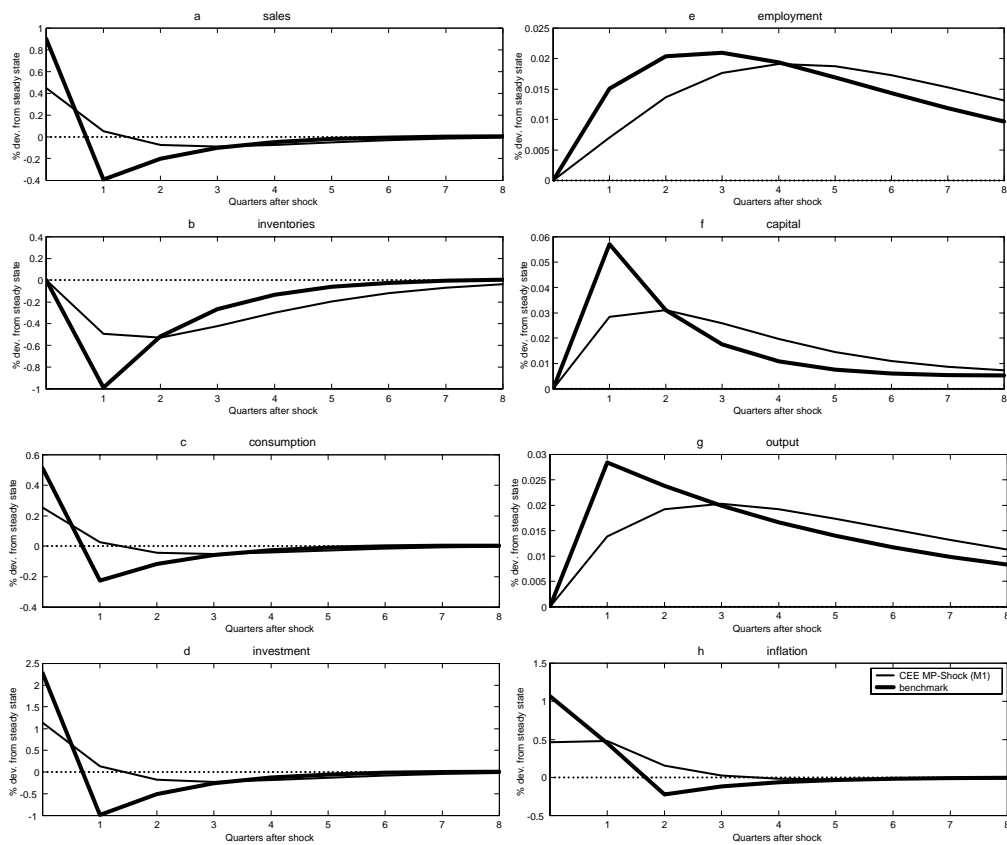 a sales
% dev. from steady state
1
0.8
0.6
0.4
0.2
0
-0.2
-0.4
1 2 3 4 5 6 7 8
Quarters after shock
b inventories
% dev. from steady state
0.4
0.2
0
-0.2
-0.4
-0.6
-0.8
-1
1 2 3 4 5 6 7 8
Quarters after shock
c consumption
% dev. from steady state
0.6
0.4
0.2
0
-0.2
-0.4
1 2 3 4 5 6 7 8
Quarters after shock
d investment
% dev. from steady state
2.5
2
1.5
1
0.5
0
-0.5
-1
1 2 3 4 5 6 7 8
Quarters after shock
e employment
% dev. from steady state
0.025
0.02
0.015
0.01
0.005
0
1 2 3 4 5 6 7 8
Quarters after shock
f capital
% dev. from steady state
0.06
0.05
0.04
0.03
0.02
0.01
0
1 2 3 4 5 6 7 8
Quarters after shock
g output
% dev. from steady state
0.03
0.025
0.02
0.015
0.01
0.005
0
1 2 3 4 5 6 7 8
Quarters after shock
h inflation
% dev. from steady state
1.5
1
0.5
0
-0.5
CEE MP-Shock (M1)
benchmark
1 2 3 4 5 6 7 8
Quarters after shock